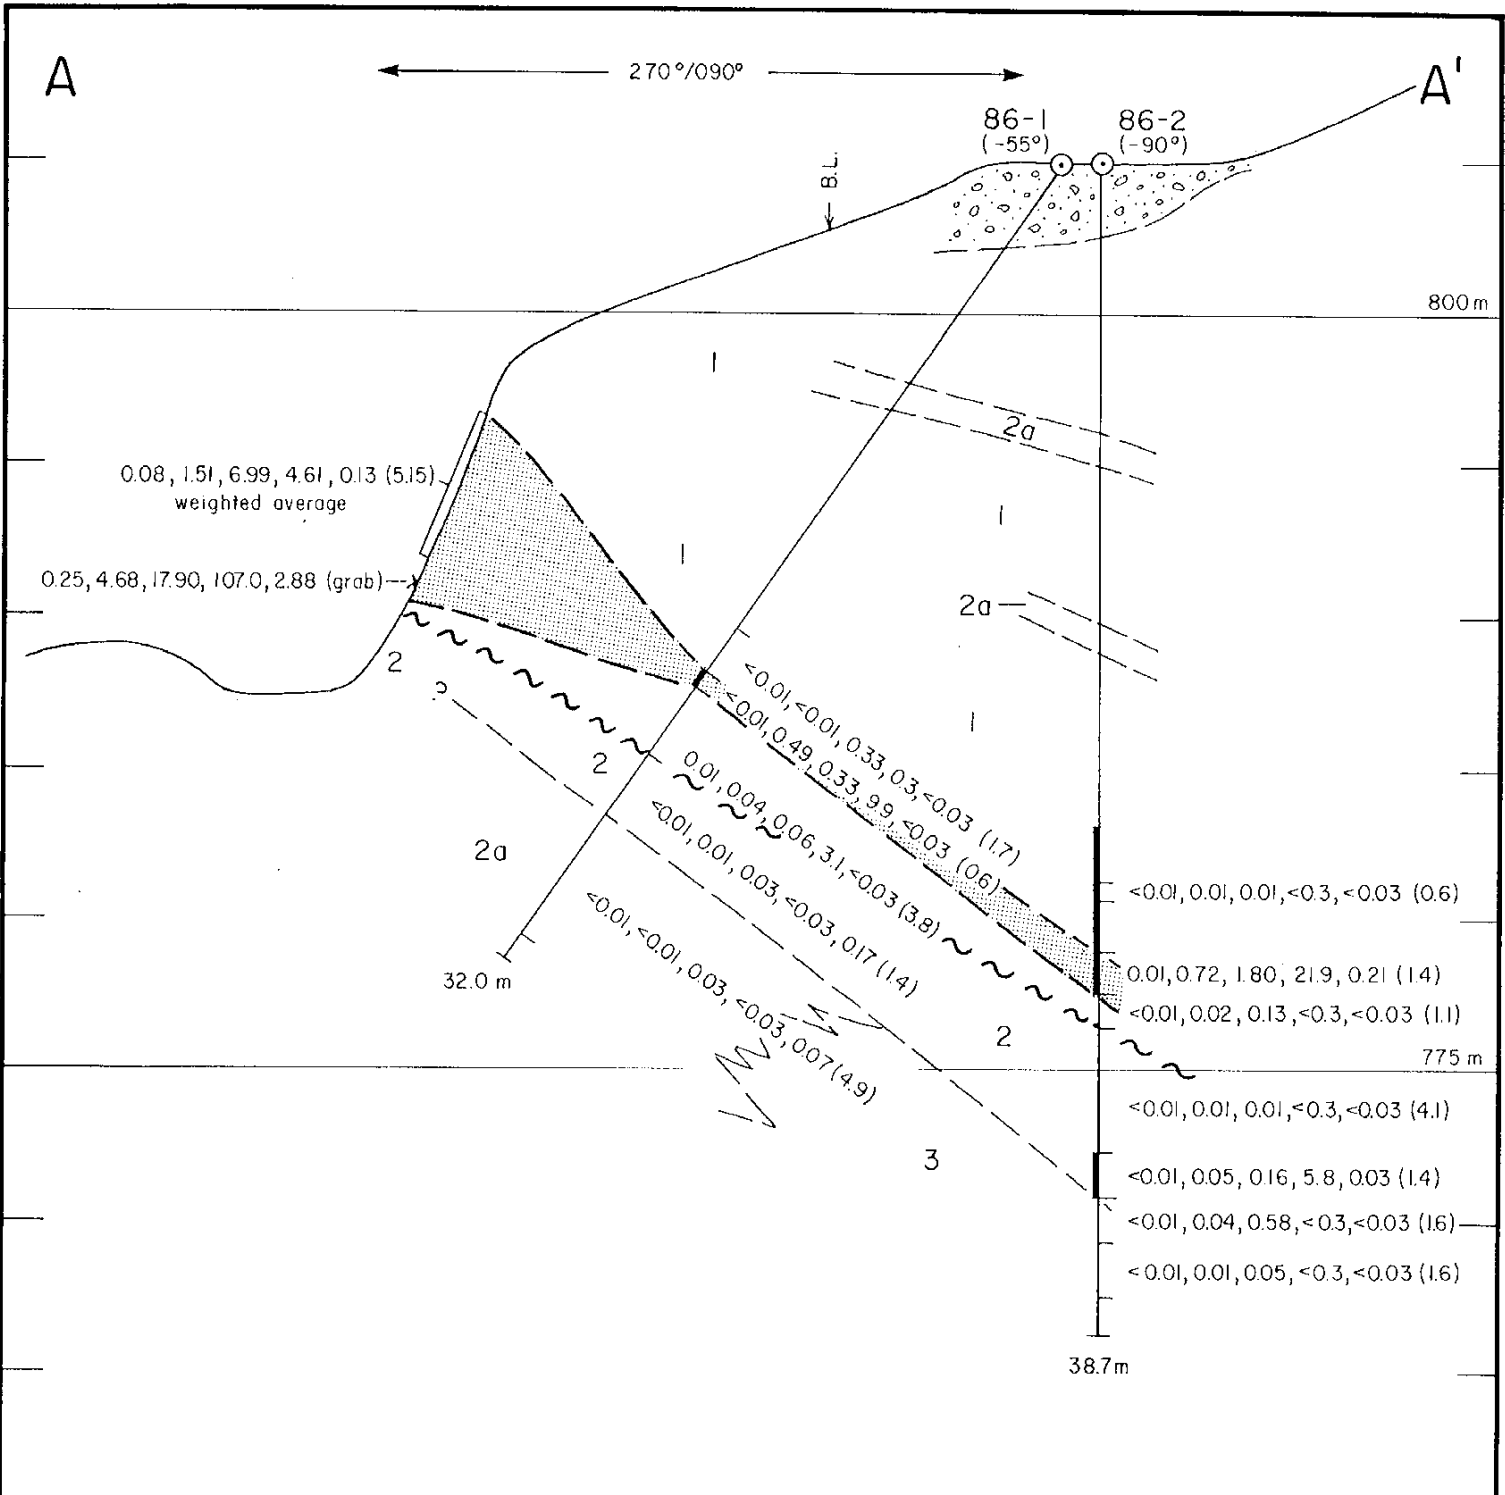 A
270°/090°
A'
86-1
(-55°)
86-2
(-90°)
B.L.
800 m
1
2a
0.08, 1.51, 6.99, 4.61, 0.13 (5.15)
weighted average
1
1
0.25, 4.68, 17.90, 107.0, 2.88 (grab)
2a
2
?
1
<0.01, <0.01, 0.33, 0.3, <0.03 (1.7)
<0.01, 0.49, 0.33, 9.9, <0.03 (0.6)
2
0.01, 0.04, 0.06, 3.1, <0.03 (3.8)
<0.01, 0.01, 0.03, <0.03, 0.17 (1.4)
2a
<0.01, <0.01, 0.03, <0.03, 0.07 (4.9)
<0.01, 0.01, 0.01, <0.3, <0.03 (0.6)
32.0 m
0.01, 0.72, 1.80, 21.9, 0.21 (1.4)
<0.01, 0.02, 0.13, <0.3, <0.03 (1.1)
2
775 m
<0.01, 0.01, 0.01, <0.3, <0.03 (4.1)
3
<0.01, 0.05, 0.16, 5.8, 0.03 (1.4)
<0.01, 0.04, 0.58, <0.3, <0.03 (1.6)
<0.01, 0.01, 0.05, <0.3, <0.03 (1.6)
38.7m